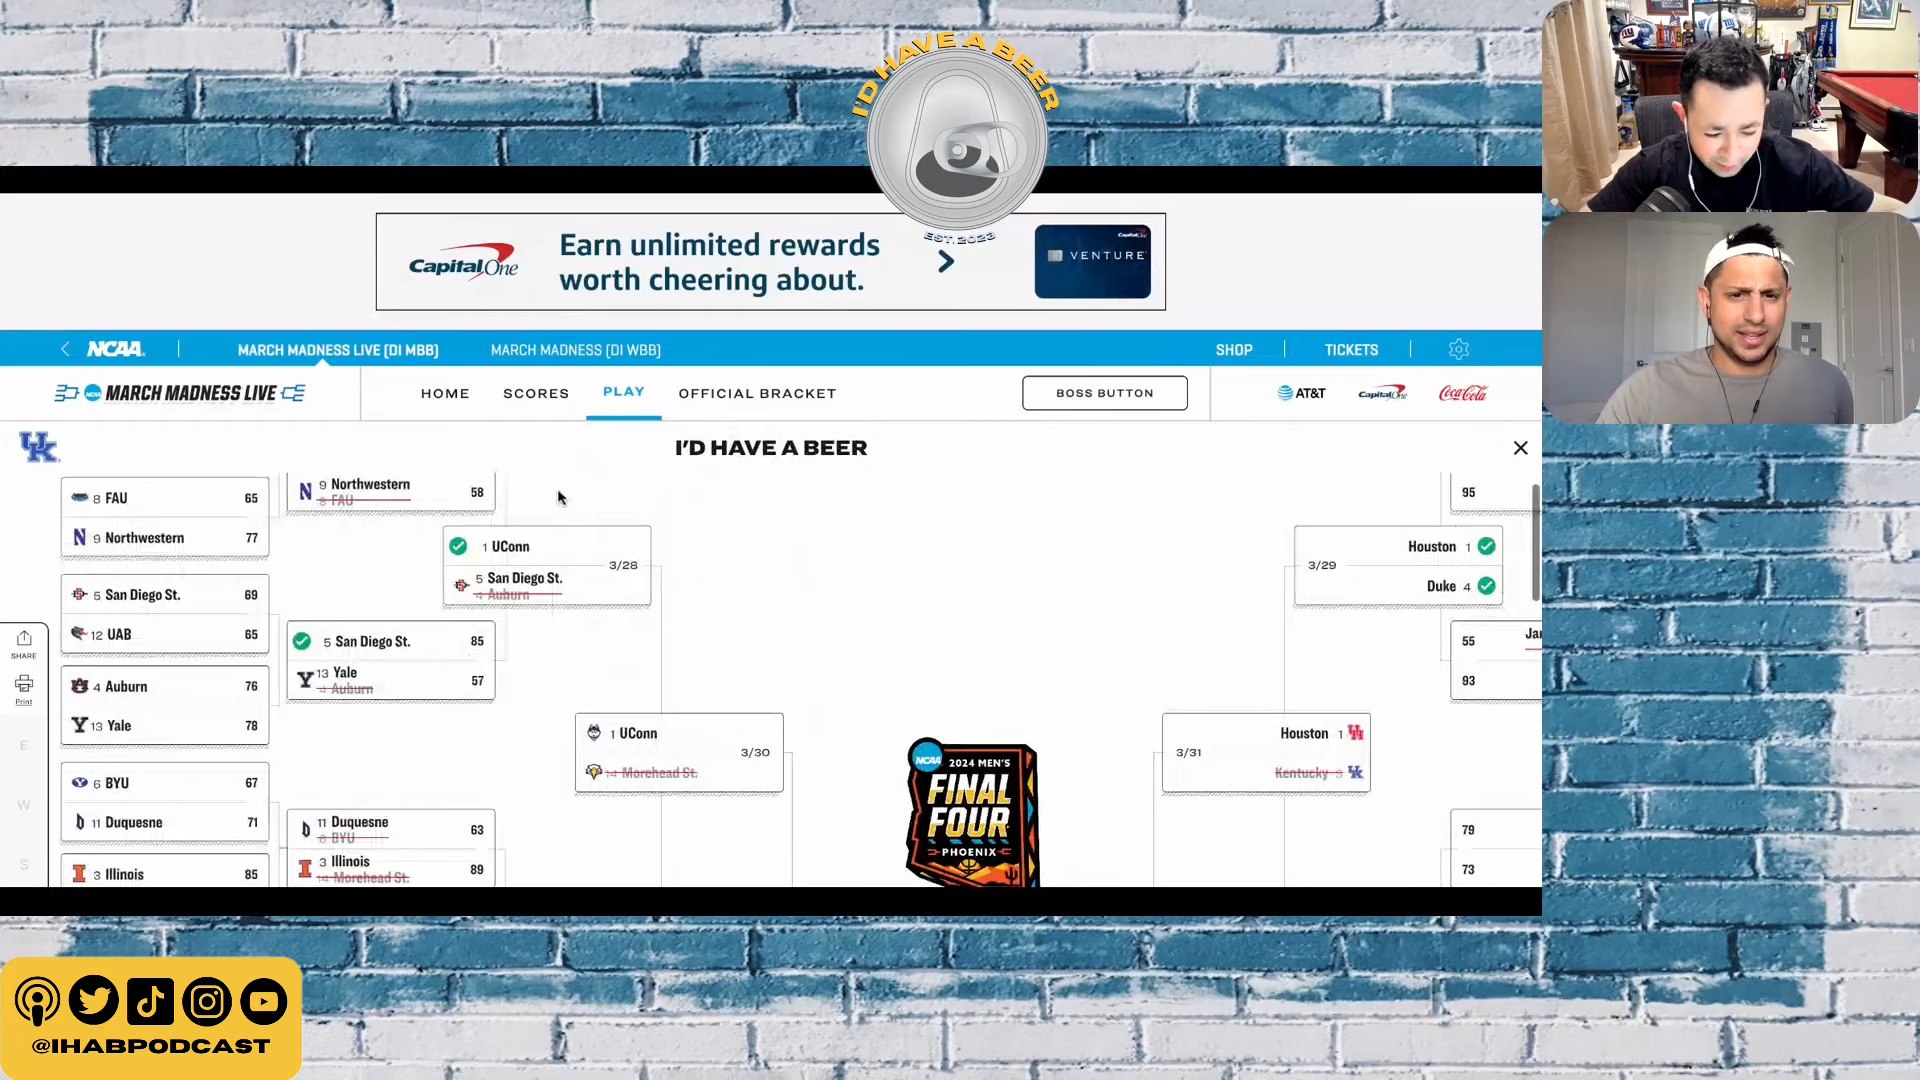 I'D HAVE A BEER
EST. 2023
CapitalOne
Earn unlimited rewards
worth cheering about.
CapitalOne
VENTURE
NCAA
MARCH MADNESS LIVE (DI MBB)
MARCH MADNESS (DI WBB)
SHOP
TICKETS
NCAA MARCH MADNESS LIVE
HOME
SCORES
PLAY
OFFICIAL BRACKET
BOSS BUTTON
AT&T
CapitalOne
Coca-Cola
UK
I'D HAVE A BEER
8 FAU 65
N 9 Northwestern 77
5 San Diego St. 69
12 UAB 65
4 Auburn 76
Y 13 Yale 78
6 BYU 67
11 Duquesne 71
I 3 Illinois 85
N 9 Northwestern 58
8 FAU
5 San Diego St. 85
Y 13 Yale 57
4 Auburn
11 Duquesne 63
6 BYU
I 3 Illinois 89
14 Morehead St.
1 UConn
3/28
5 San Diego St.
4 Auburn
1 UConn
3/30
14 Morehead St.
NCAA
2024 MEN'S
FINAL
FOUR
PHOENIX
Houston 1
3/29
Duke 4
Houston 1
3/31
Kentucky 3 UK
95
55
93
79
73
SHARE
Print
E
W
S
@IHABPODCAST